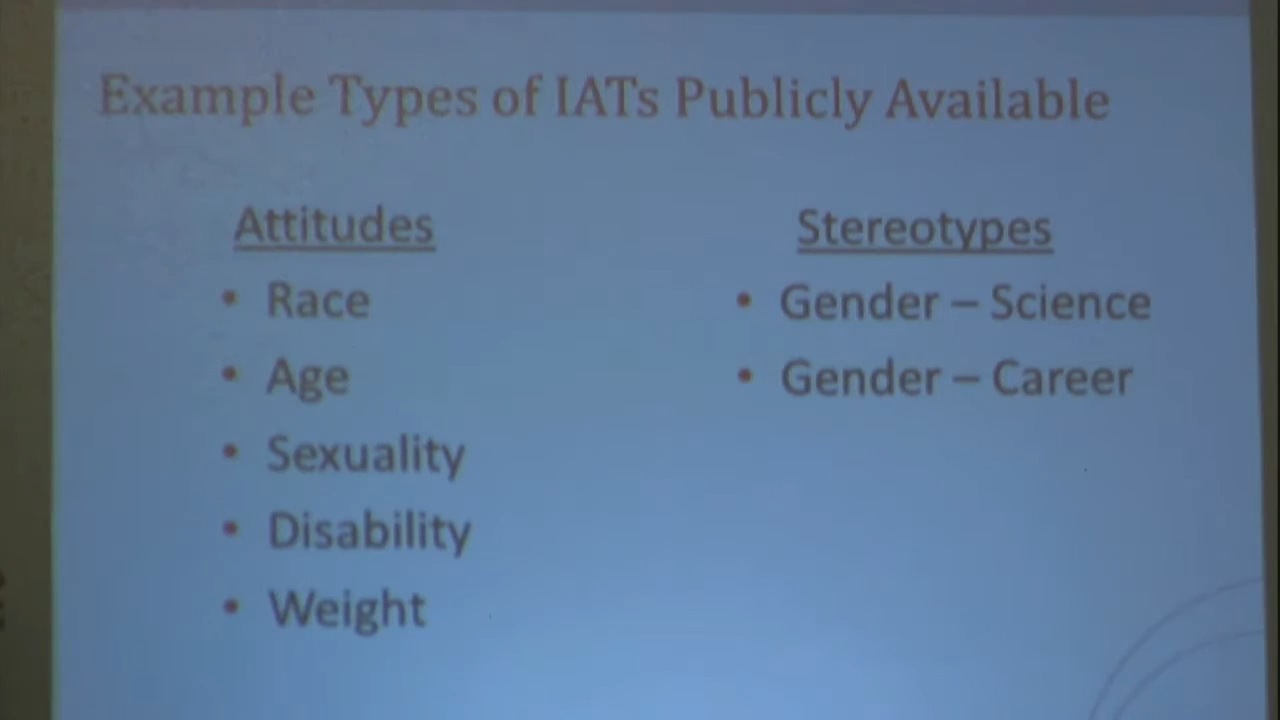 Example Types of IATs Publicly Available
Attitudes
• Race
• Age
• Sexuality
• Disability
• Weight
Stereotypes
• Gender – Science
• Gender – Career